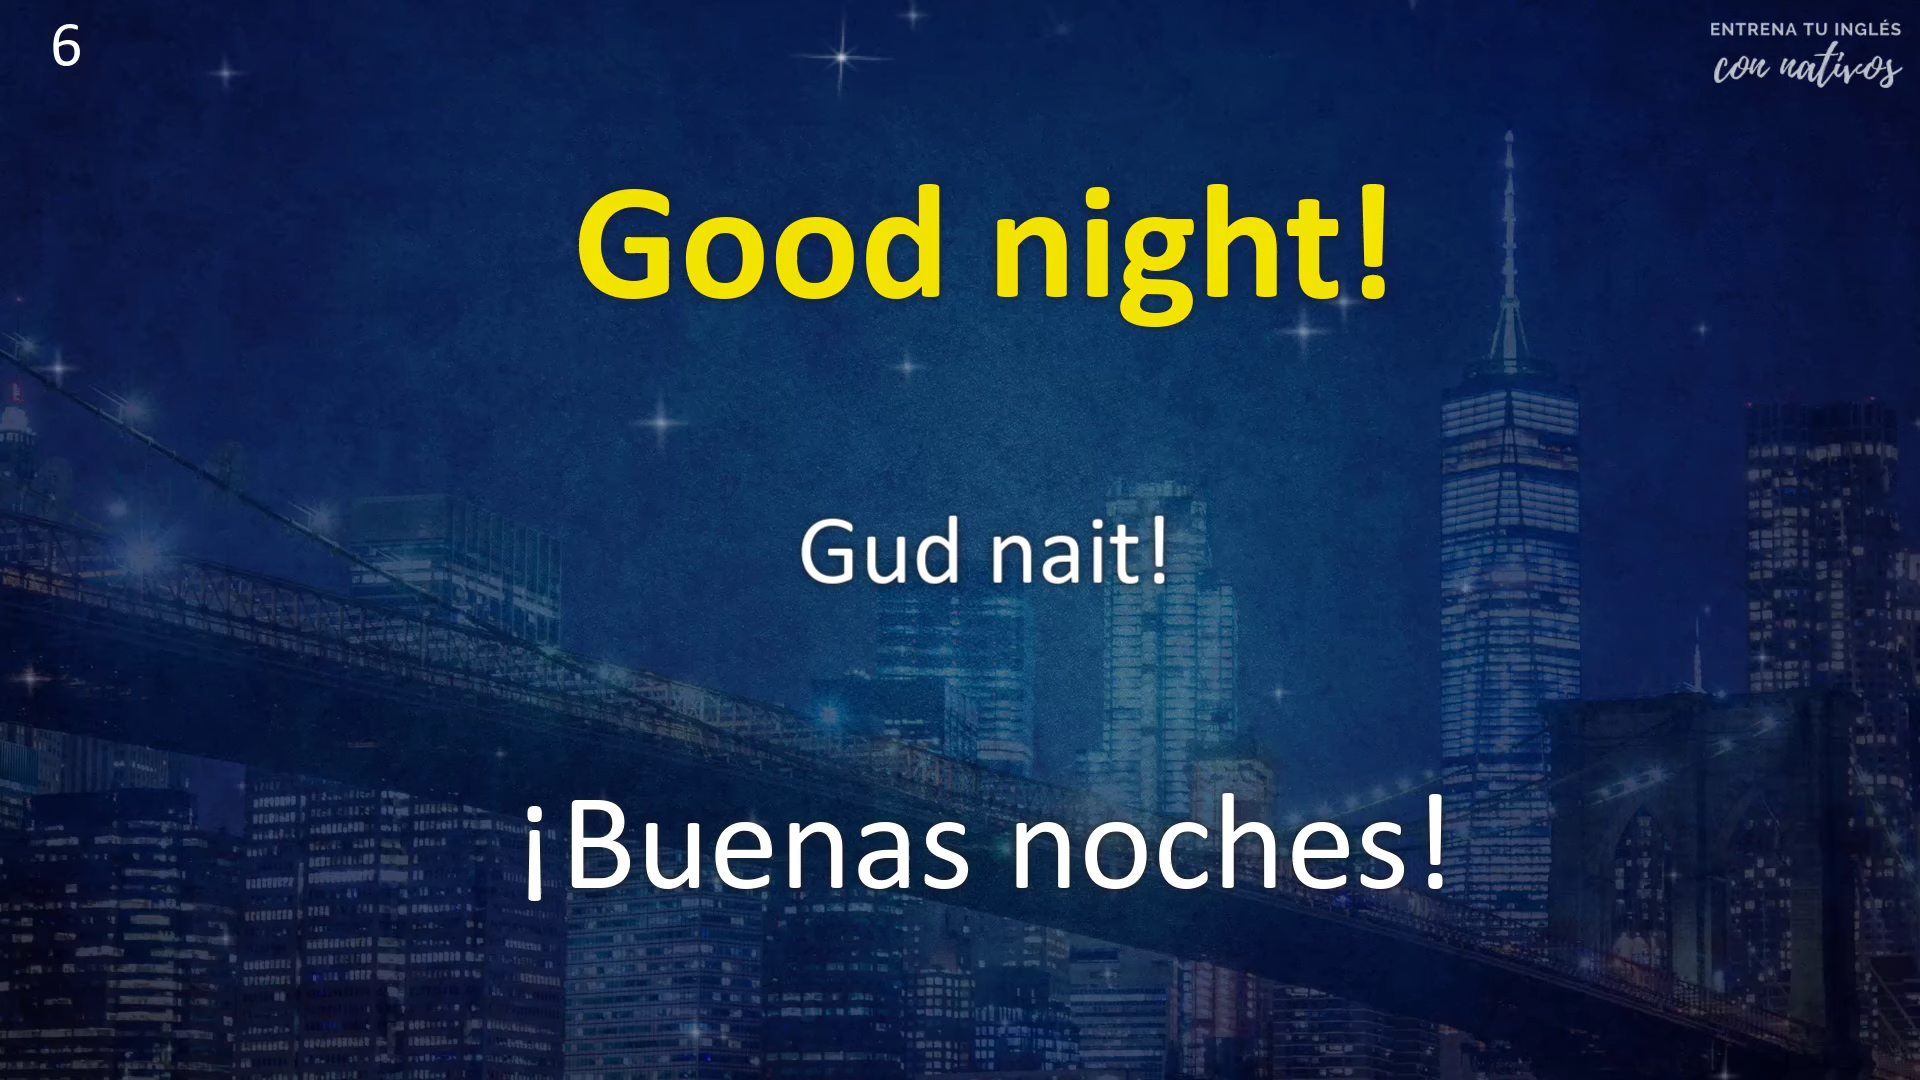 6
ENTRENA TU INGLÉS
con nativos
Good night!
Gud nait!
¡Buenas noches!